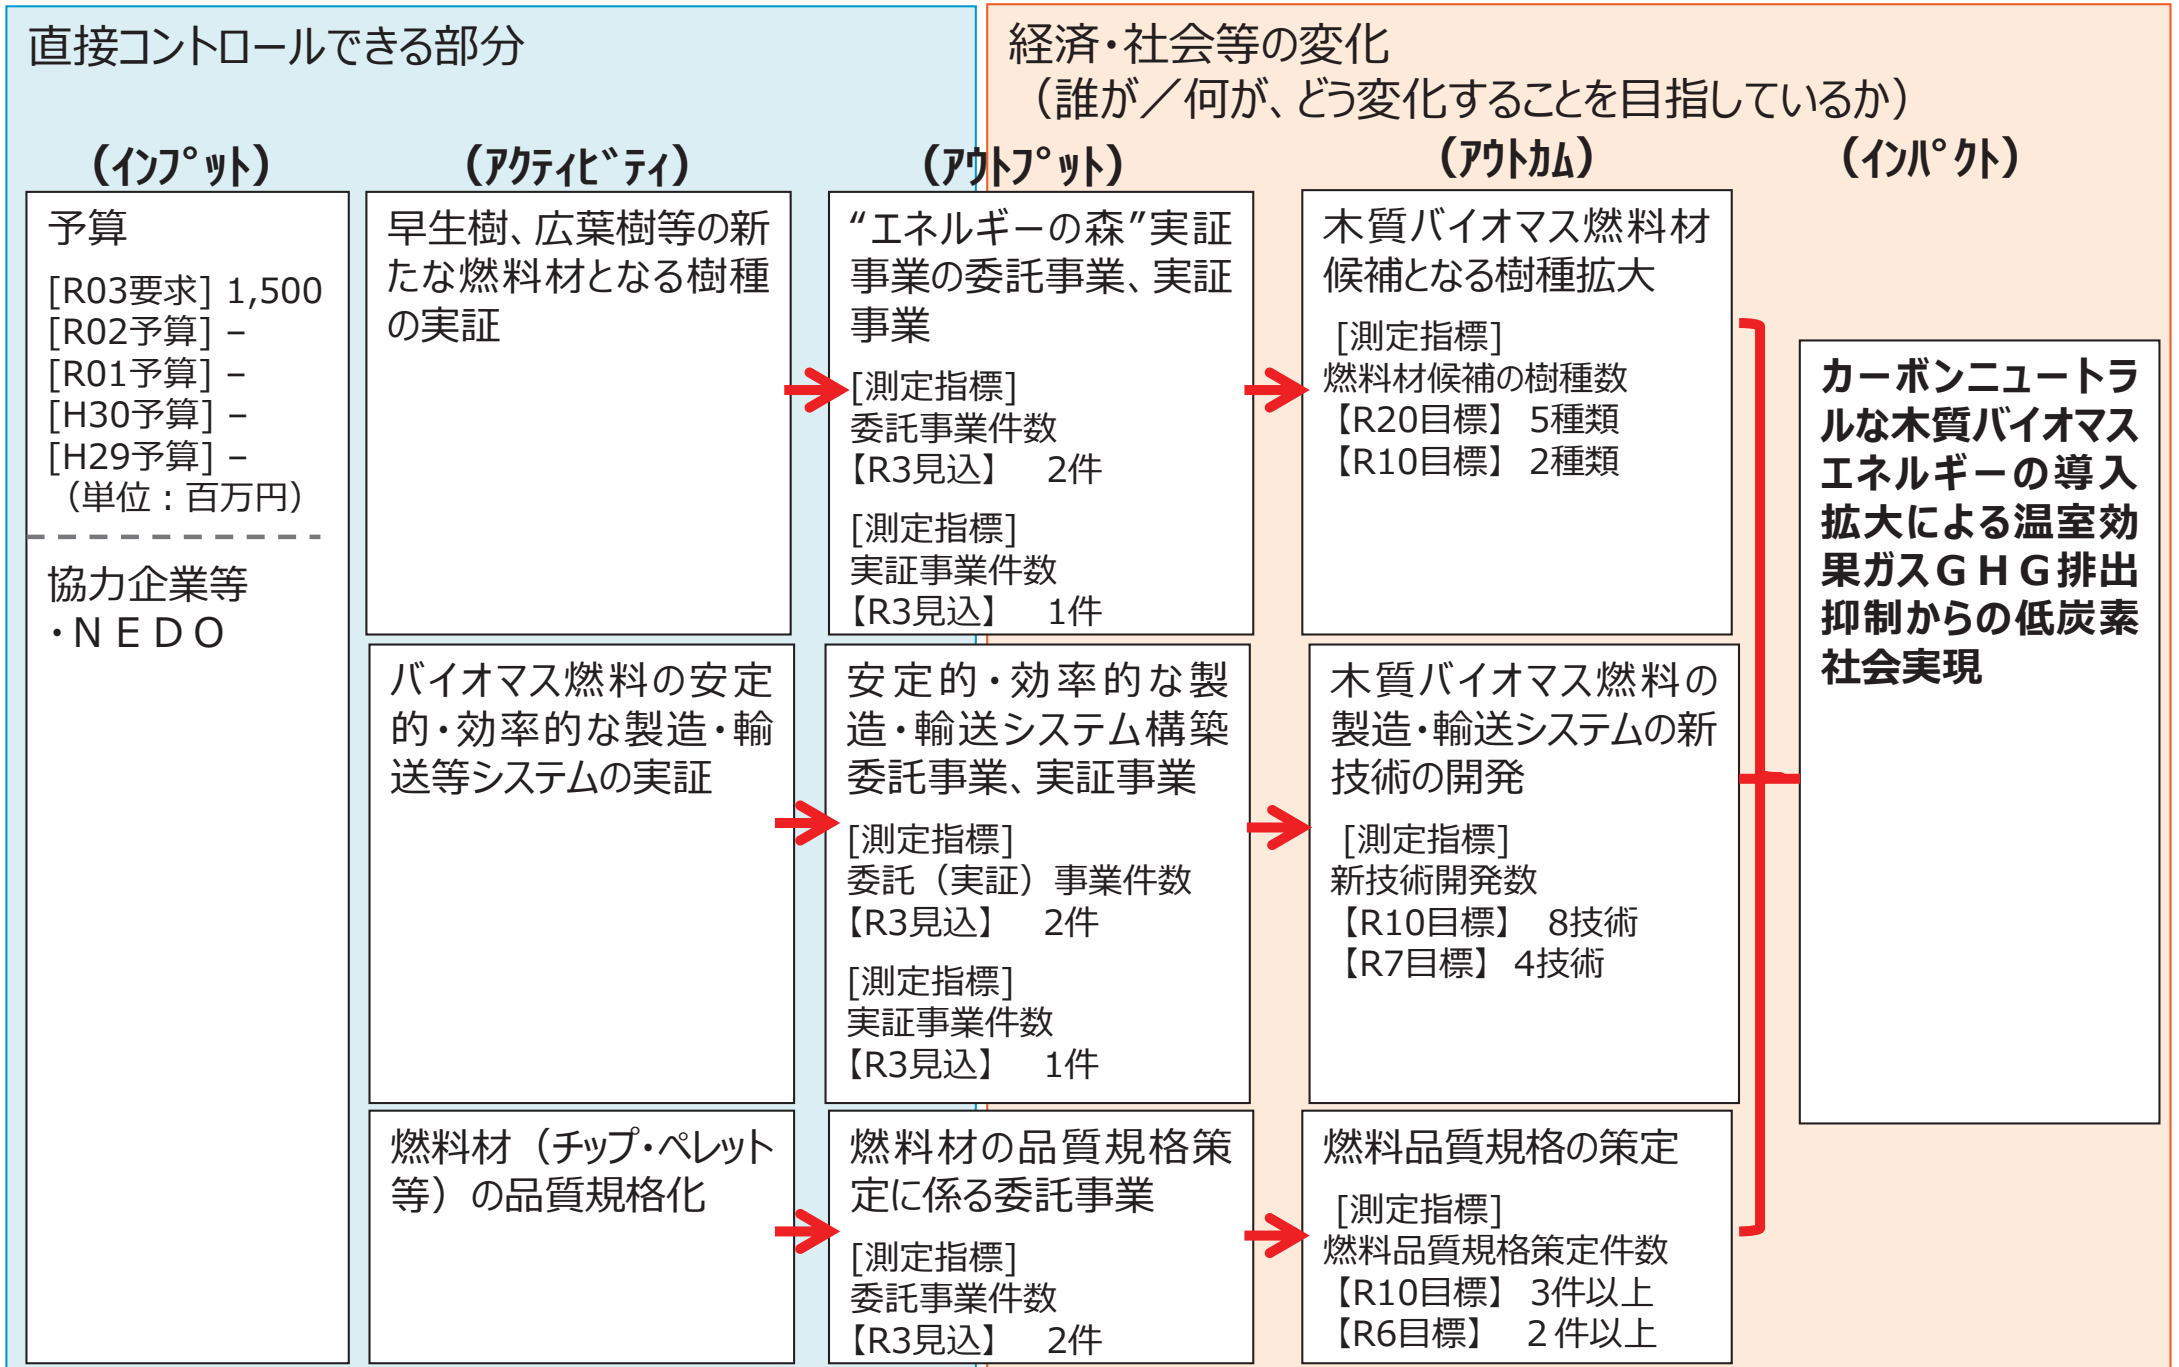 直接コントロールできる部分
経済・社会等の変化
（誰が／何が、どう変化することを目指しているか）
（ｲﾝﾌﾟｯﾄ）
（ｱｸﾃｨﾋﾞﾃｨ）
（ｱｳﾄﾌﾟｯﾄ）
（ｱｳﾄｶﾑ）
（ｲﾝﾊﾟｸﾄ）
予算
[R03要求] 1,500
[R02予算] –
[R01予算] –
[H30予算] –
[H29予算] –
（単位：百万円）
協力企業等
・ＮＥＤＯ
早生樹、広葉樹等の新
たな燃料材となる樹種
の実証
“エネルギーの森”実証
事業の委託事業、実証
事業
[測定指標]
委託事業件数
【R3見込】 2件
[測定指標]
実証事業件数
【R3見込】 1件
木質バイオマス燃料材
候補となる樹種拡大
[測定指標]
燃料材候補の樹種数
【R20目標】 5種類
【R10目標】 2種類
バイオマス燃料の安定
的・効率的な製造・輸
送等システムの実証
安定的・効率的な製
造・輸送システム構築
委託事業、実証事業
[測定指標]
委託（実証）事業件数
【R3見込】 2件
[測定指標]
実証事業件数
【R3見込】 1件
木質バイオマス燃料の
製造・輸送システムの新
技術の開発
[測定指標]
新技術開発数
【R10目標】 8技術
【R7目標】 4技術
燃料材（チップ・ペレット
等）の品質規格化
燃料材の品質規格策
定に係る委託事業
[測定指標]
委託事業件数
【R3見込】 2件
燃料品質規格の策定
[測定指標]
燃料品質規格策定件数
【R10目標】 3件以上
【R6目標】 ２件以上
カーボンニュートラ
ルな木質バイオマス
エネルギーの導入
拡大による温室効
果ガスＧＨＧ排出
抑制からの低炭素
社会実現